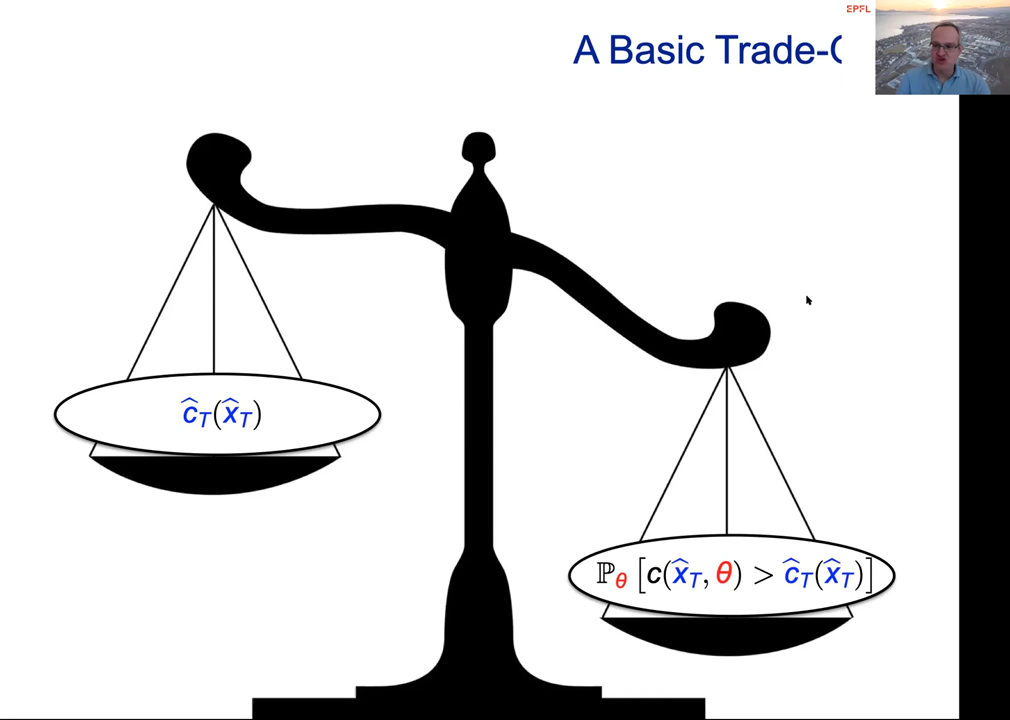 EPFL
A Basic Trade-
ĉ_T(x̂_T)
ℙ_θ [c(x̂_T, θ) > ĉ_T(x̂_T)]